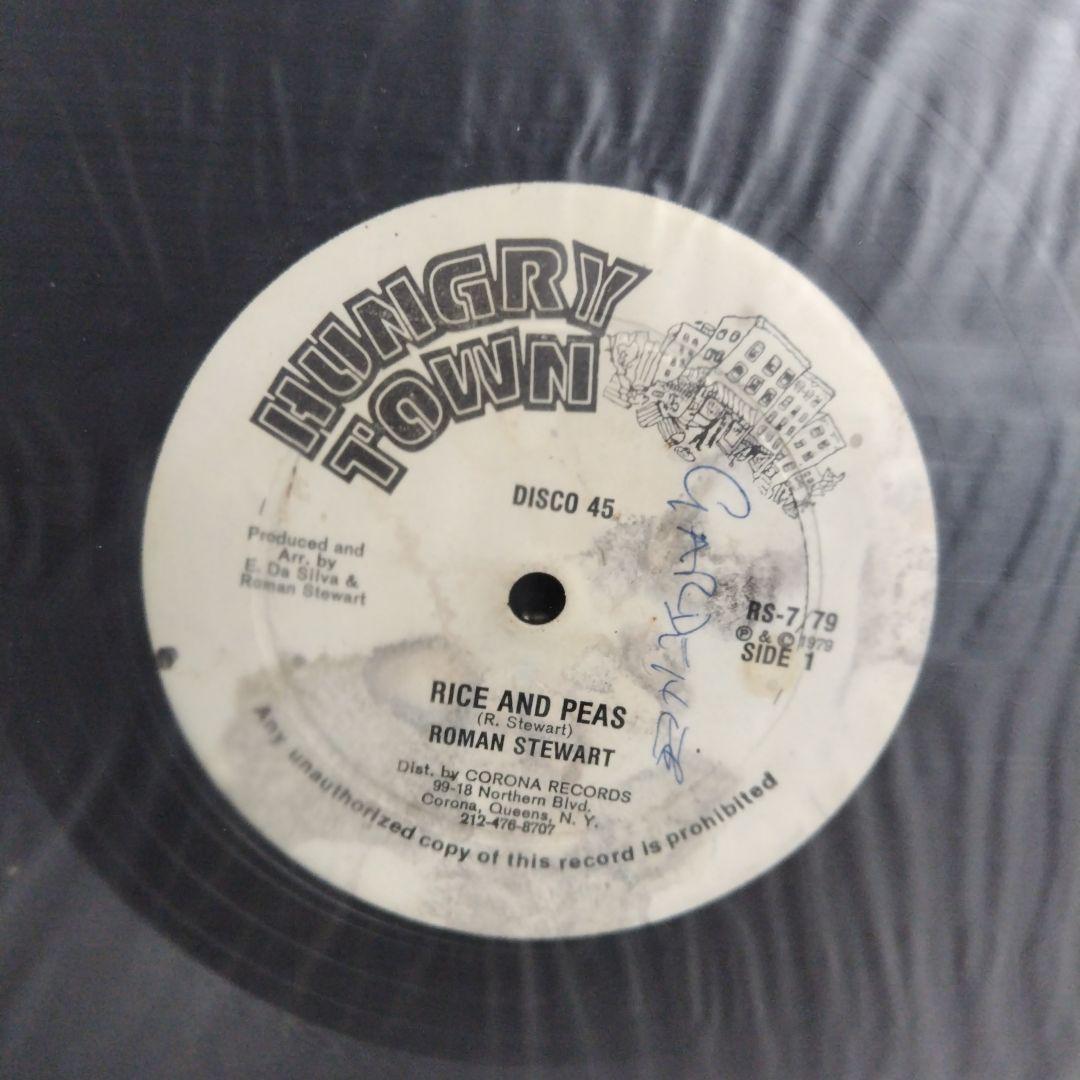 HUNGRY
TOWN
DISCO 45
Produced and
Arr. by
E. Da Silva &
Roman Stewart
RS-7/79
Ⓟ & © 1979
SIDE 1
RICE AND PEAS
(R. Stewart)
ROMAN STEWART
Dist. by CORONA RECORDS
99-18 Northern Blvd.
Corona, Queens, N. Y.
212-476-8707
Any unauthorized copy of this record is prohibited